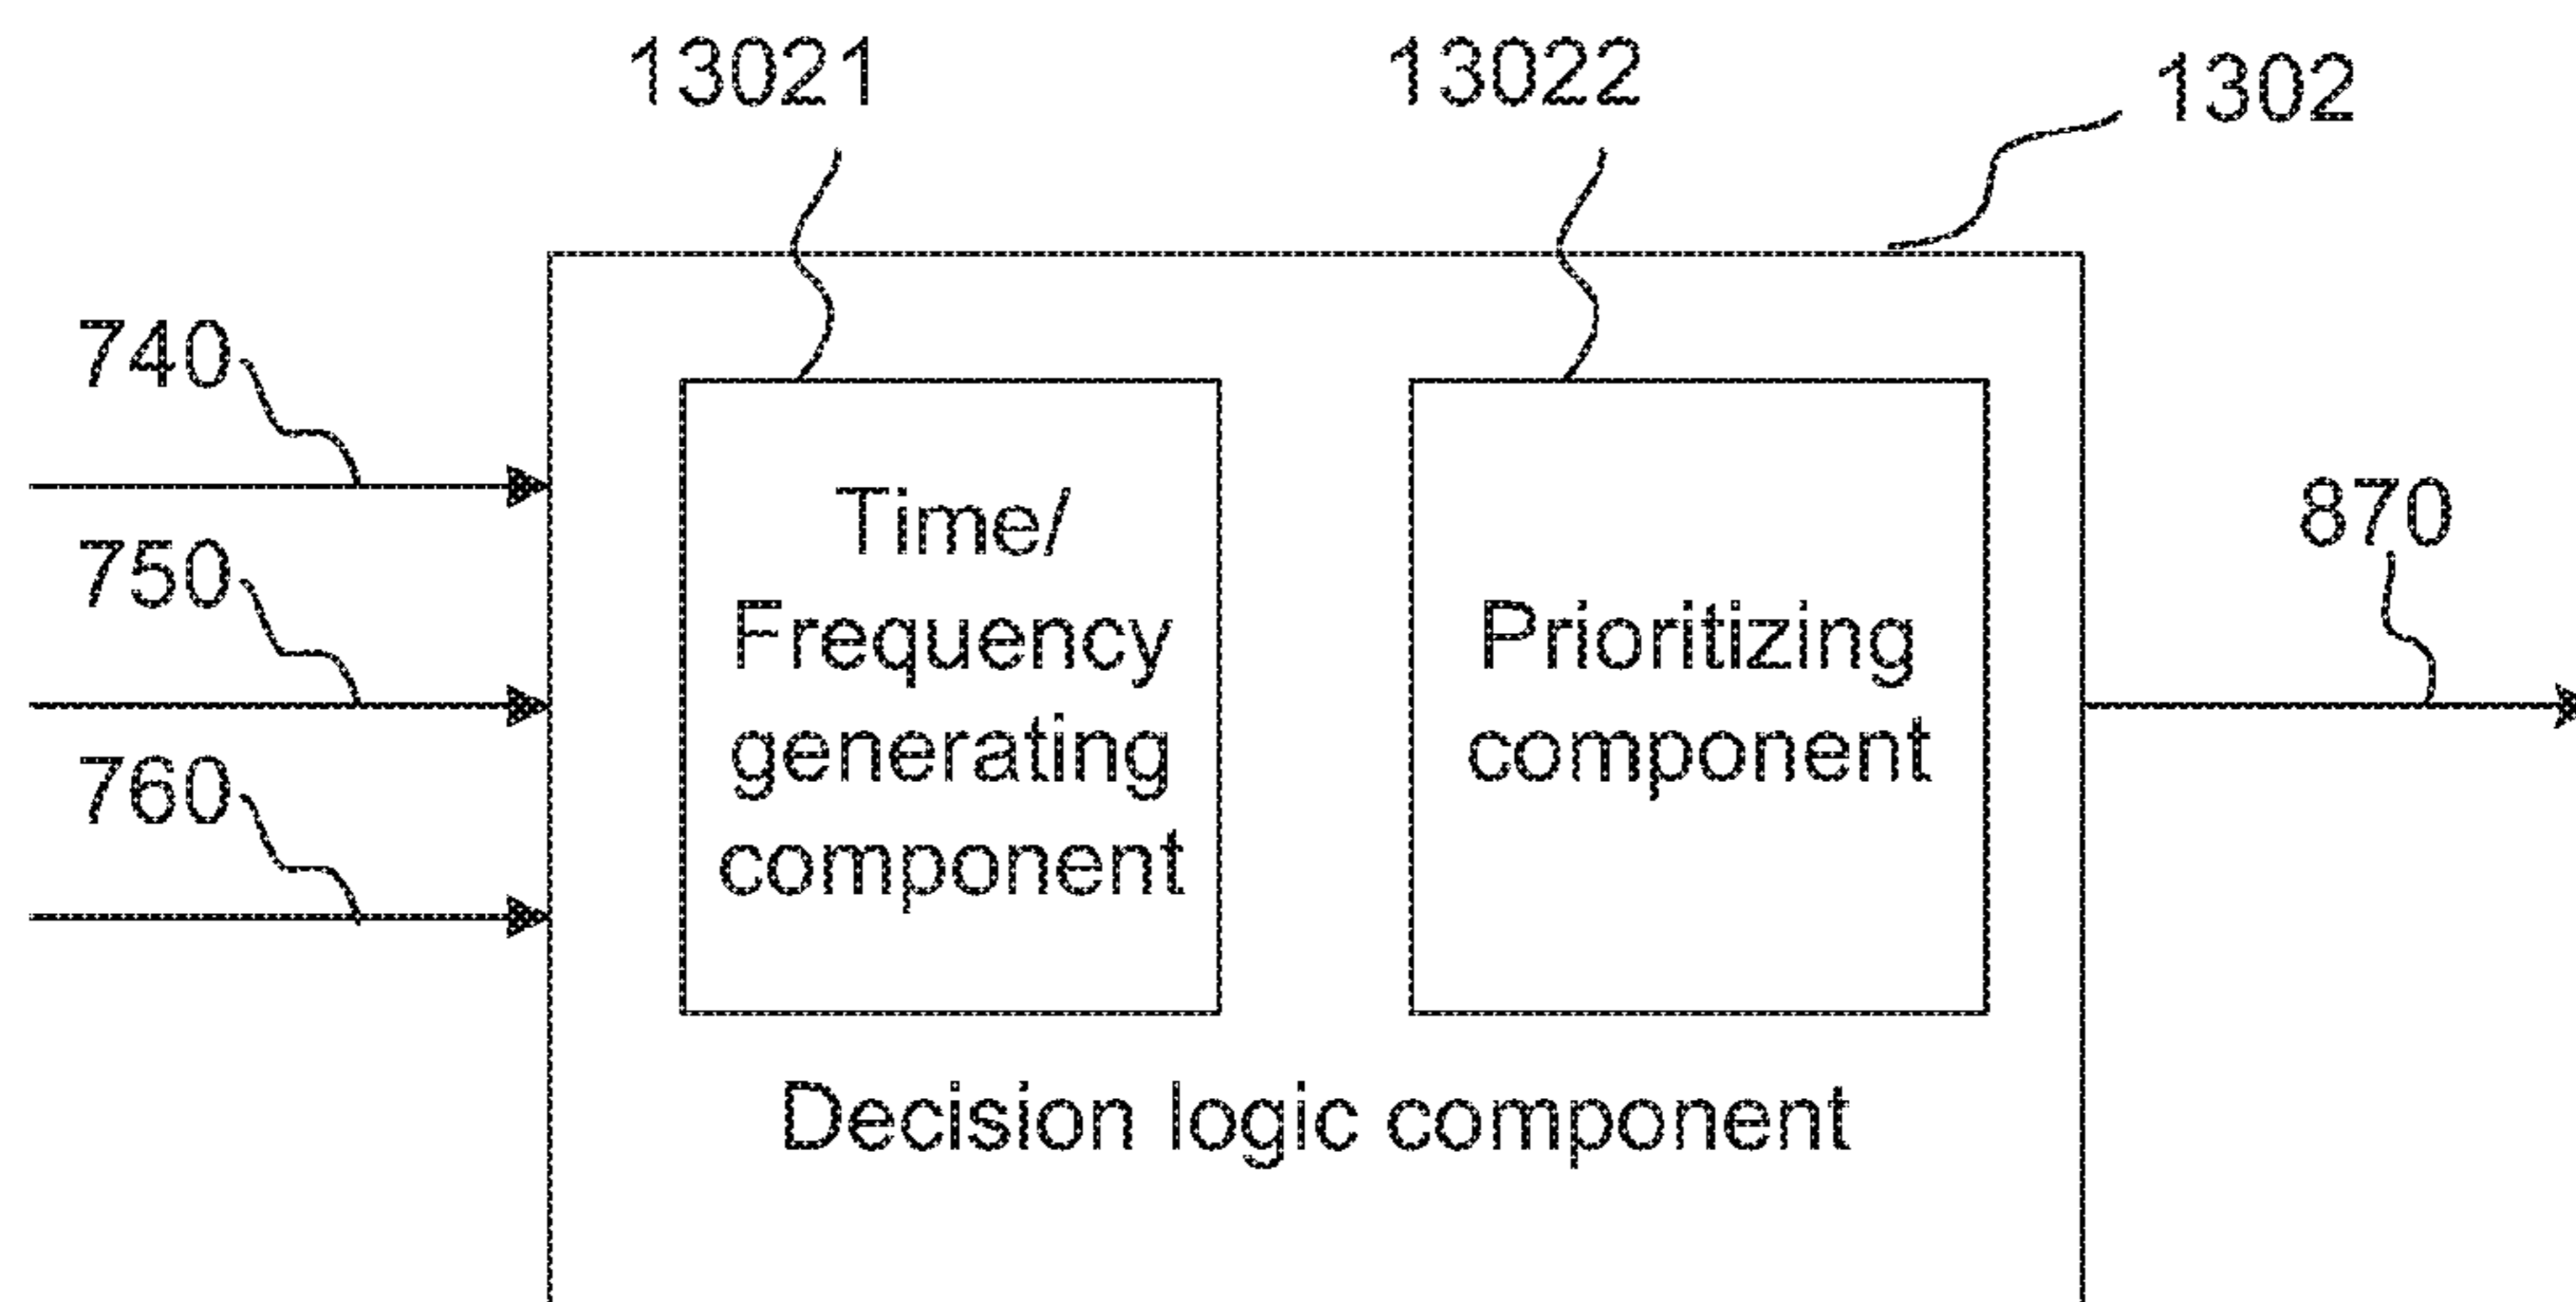 13021
13022
1302
740
750
760
Time/
Frequency
generating
component
Prioritizing
component
870
Decision logic component